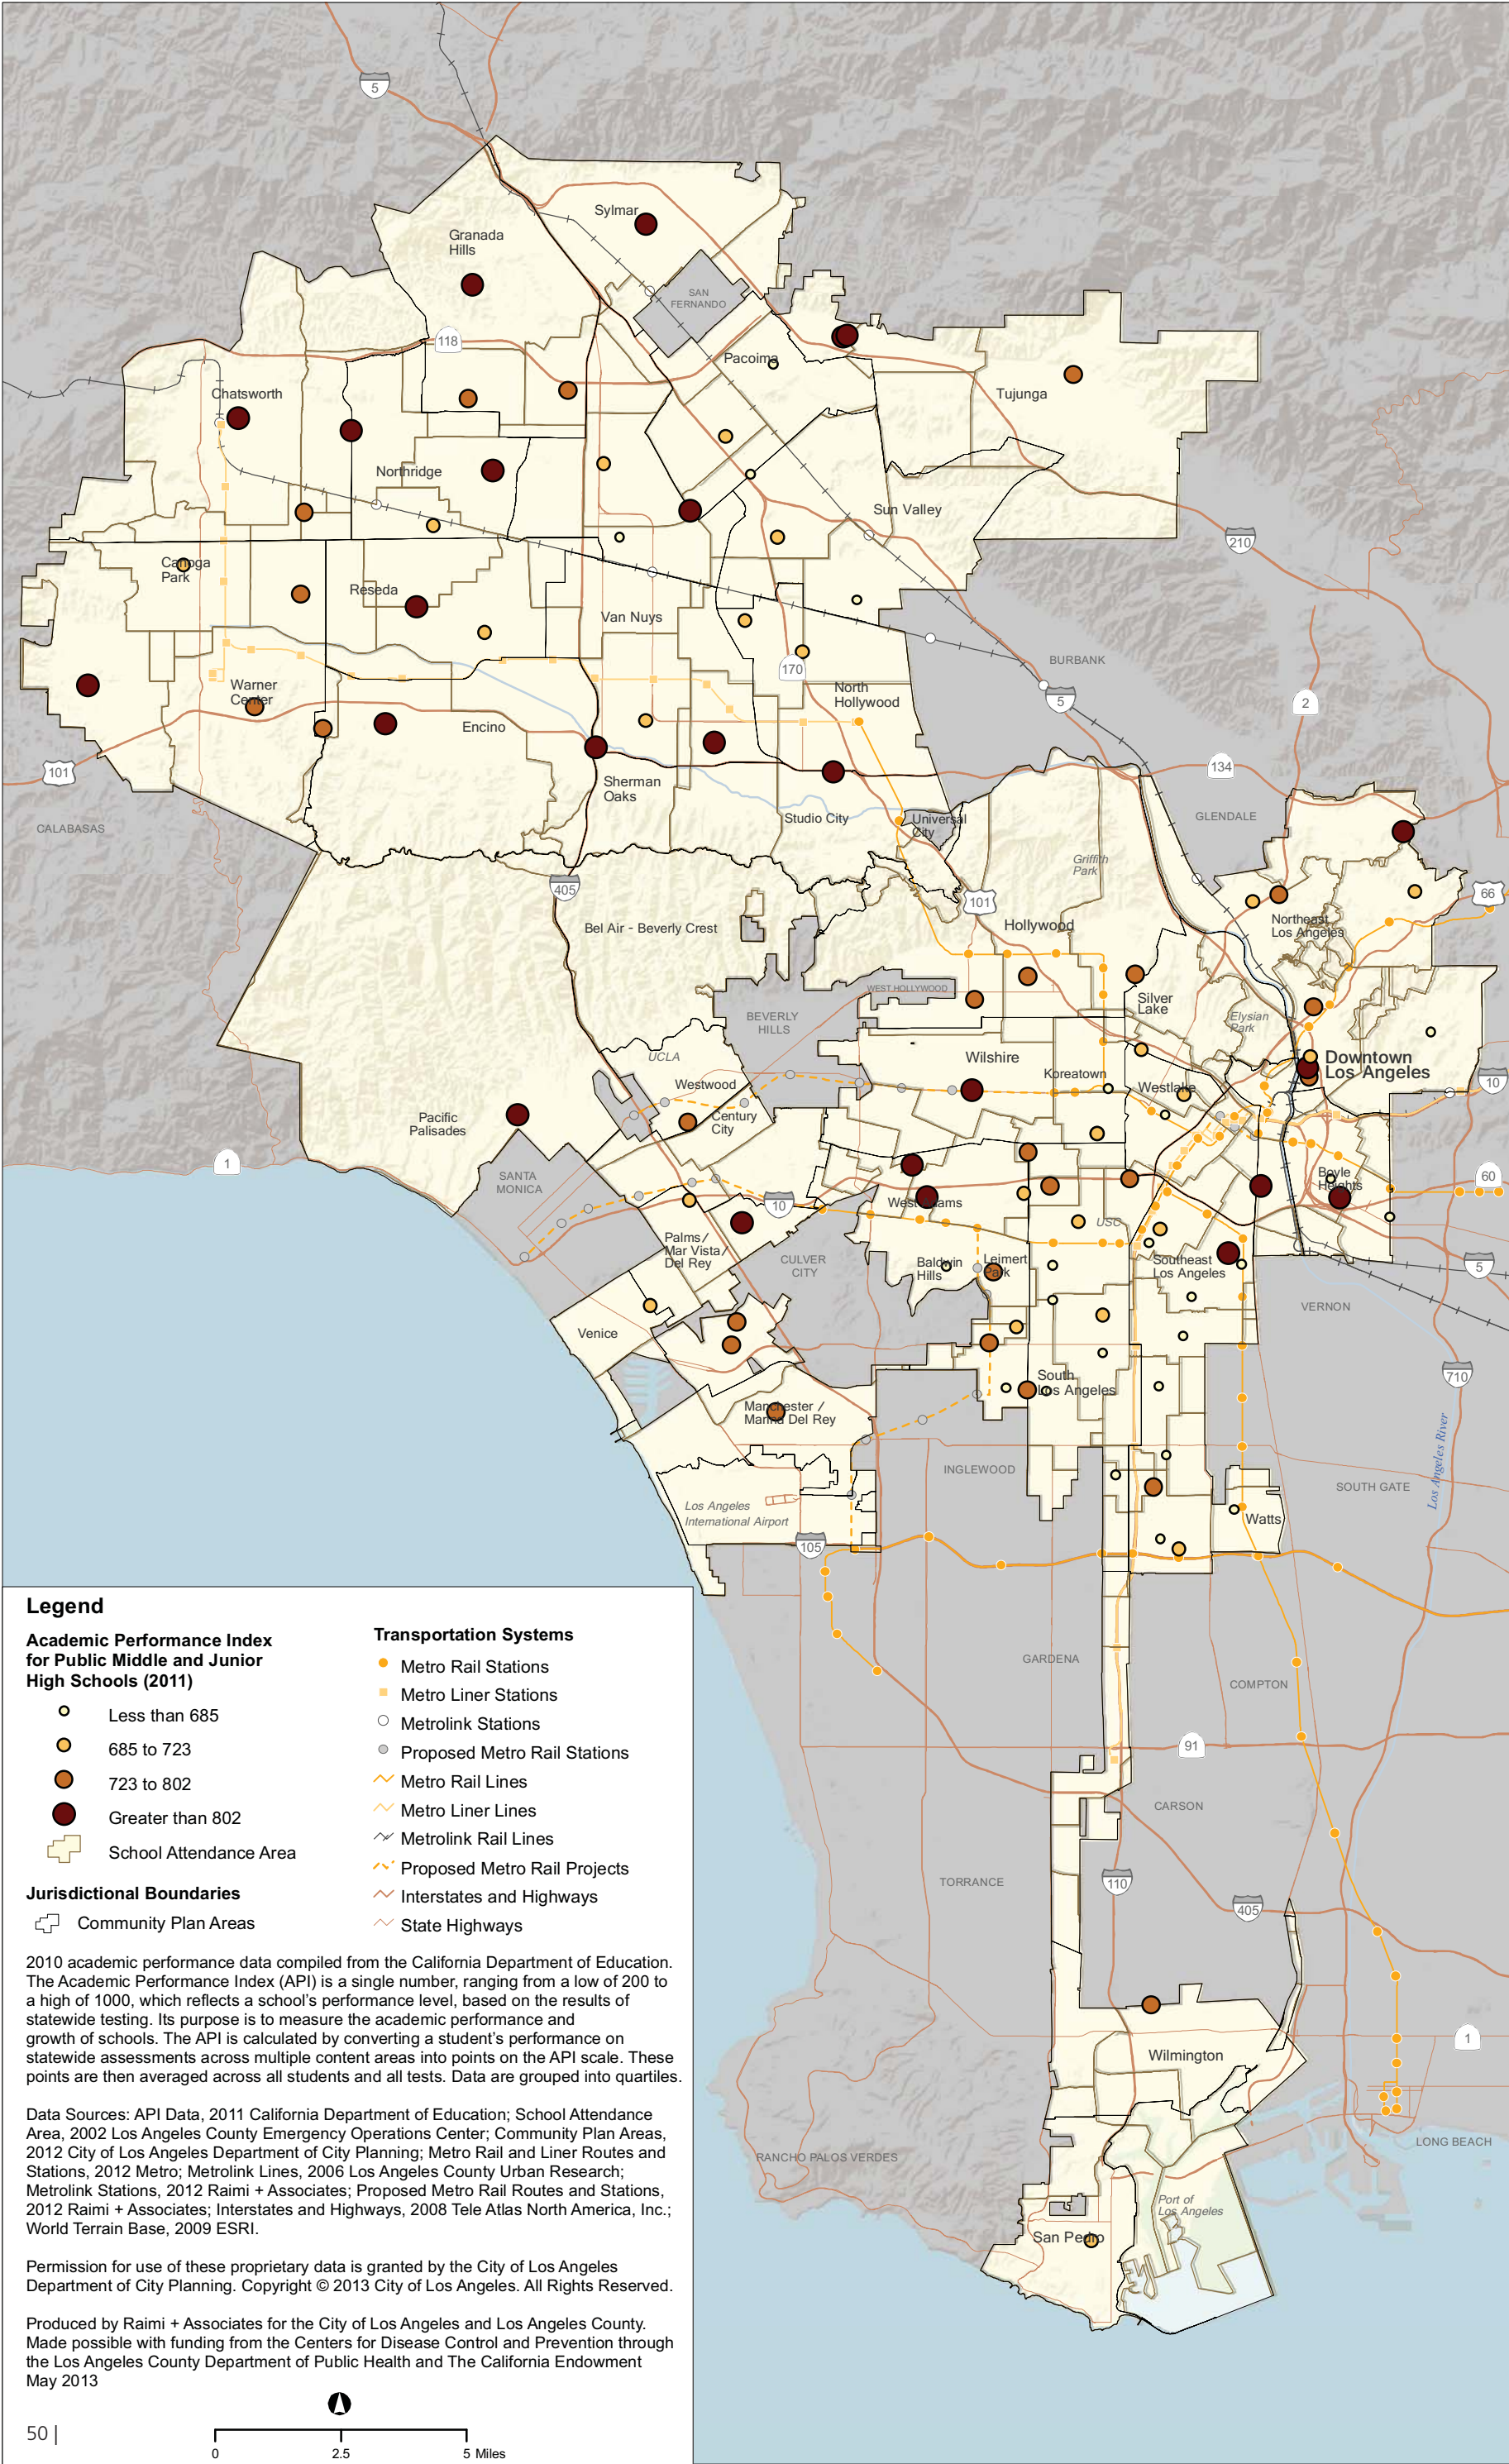 5
Sylmar
Granada
Hills
SAN
FERNANDO
118
Pacoima
Chatsworth
Tujunga
Northridge
Sun Valley
210
Canoga
Park
Reseda
Van Nuys
170
BURBANK
5
2
Warner
Center
North
Hollywood
Encino
101
134
Sherman
Oaks
CALABASAS
Studio City
Universal
City
GLENDALE
Griffith
Park
405
101
66
Bel Air - Beverly Crest
Hollywood
Northeast
Los Angeles
WEST HOLLYWOOD
BEVERLY
HILLS
Silver
Lake
Elysian
Park
UCLA
Wilshire
Downtown
Los Angeles
Koreatown
Westwood
Westlake
10
Century
City
Pacific
Palisades
1
SANTA
MONICA
Boyle
Heights
60
10
West Adams
USC
Palms/
Mar Vista/
Del Rey
CULVER
CITY
Baldwin
Hills
Leimert
Park
Southeast
Los Angeles
5
VERNON
Venice
710
South
Los Angeles
Manchester /
Marina Del Rey
INGLEWOOD
Los Angeles River
SOUTH GATE
Los Angeles
International Airport
Watts
105
GARDENA
COMPTON
91
CARSON
TORRANCE
110
405
1
Wilmington
LONG BEACH
RANCHO PALOS VERDES
Port of
Los Angeles
San Pedro
Legend
Academic Performance Index
for Public Middle and Junior
High Schools (2011)
Less than 685
685 to 723
723 to 802
Greater than 802
School Attendance Area
Jurisdictional Boundaries
Community Plan Areas
Transportation Systems
Metro Rail Stations
Metro Liner Stations
Metrolink Stations
Proposed Metro Rail Stations
Metro Rail Lines
Metro Liner Lines
Metrolink Rail Lines
Proposed Metro Rail Projects
Interstates and Highways
State Highways
2010 academic performance data compiled from the California Department of Education.
The Academic Performance Index (API) is a single number, ranging from a low of 200 to
a high of 1000, which reflects a school's performance level, based on the results of
statewide testing. Its purpose is to measure the academic performance and
growth of schools. The API is calculated by converting a student's performance on
statewide assessments across multiple content areas into points on the API scale. These
points are then averaged across all students and all tests. Data are grouped into quartiles.
Data Sources: API Data, 2011 California Department of Education; School Attendance
Area, 2002 Los Angeles County Emergency Operations Center; Community Plan Areas,
2012 City of Los Angeles Department of City Planning; Metro Rail and Liner Routes and
Stations, 2012 Metro; Metrolink Lines, 2006 Los Angeles County Urban Research;
Metrolink Stations, 2012 Raimi + Associates; Proposed Metro Rail Routes and Stations,
2012 Raimi + Associates; Interstates and Highways, 2008 Tele Atlas North America, Inc.;
World Terrain Base, 2009 ESRI.
Permission for use of these proprietary data is granted by the City of Los Angeles
Department of City Planning. Copyright © 2013 City of Los Angeles. All Rights Reserved.
Produced by Raimi + Associates for the City of Los Angeles and Los Angeles County.
Made possible with funding from the Centers for Disease Control and Prevention through
the Los Angeles County Department of Public Health and The California Endowment
May 2013
50 |
0 2.5 5 Miles